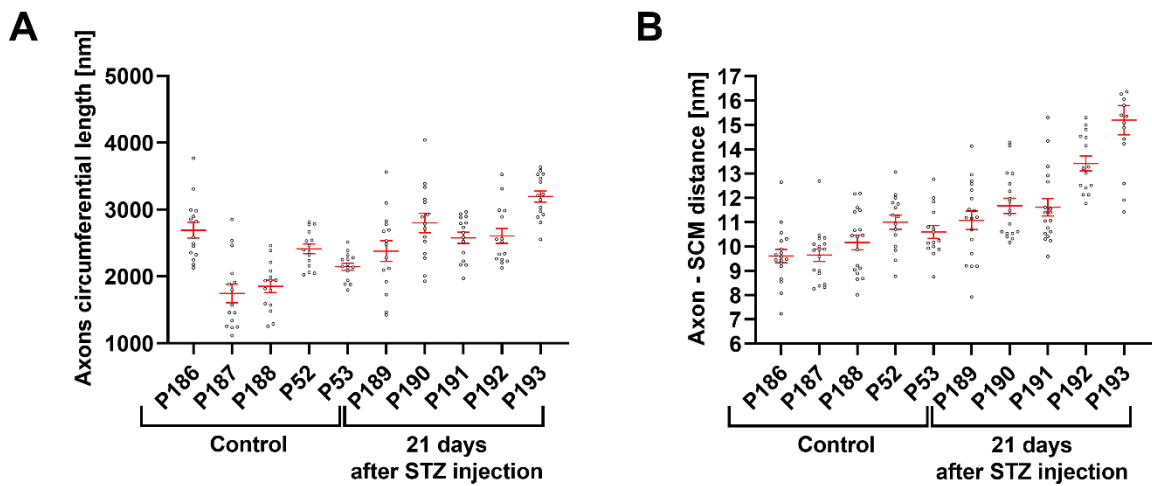 A
Axons circumferential length [nm]
5000
4000
3000
2000
1000
P186
P187
P188
P52
P53
P189
P190
P191
P192
P193
Control
21 days
after STZ injection
B
Axon - SCM distance [nm]
17
16
15
14
13
12
11
10
9
8
7
6
P186
P187
P188
P52
P53
P189
P190
P191
P192
P193
Control
21 days
after STZ injection